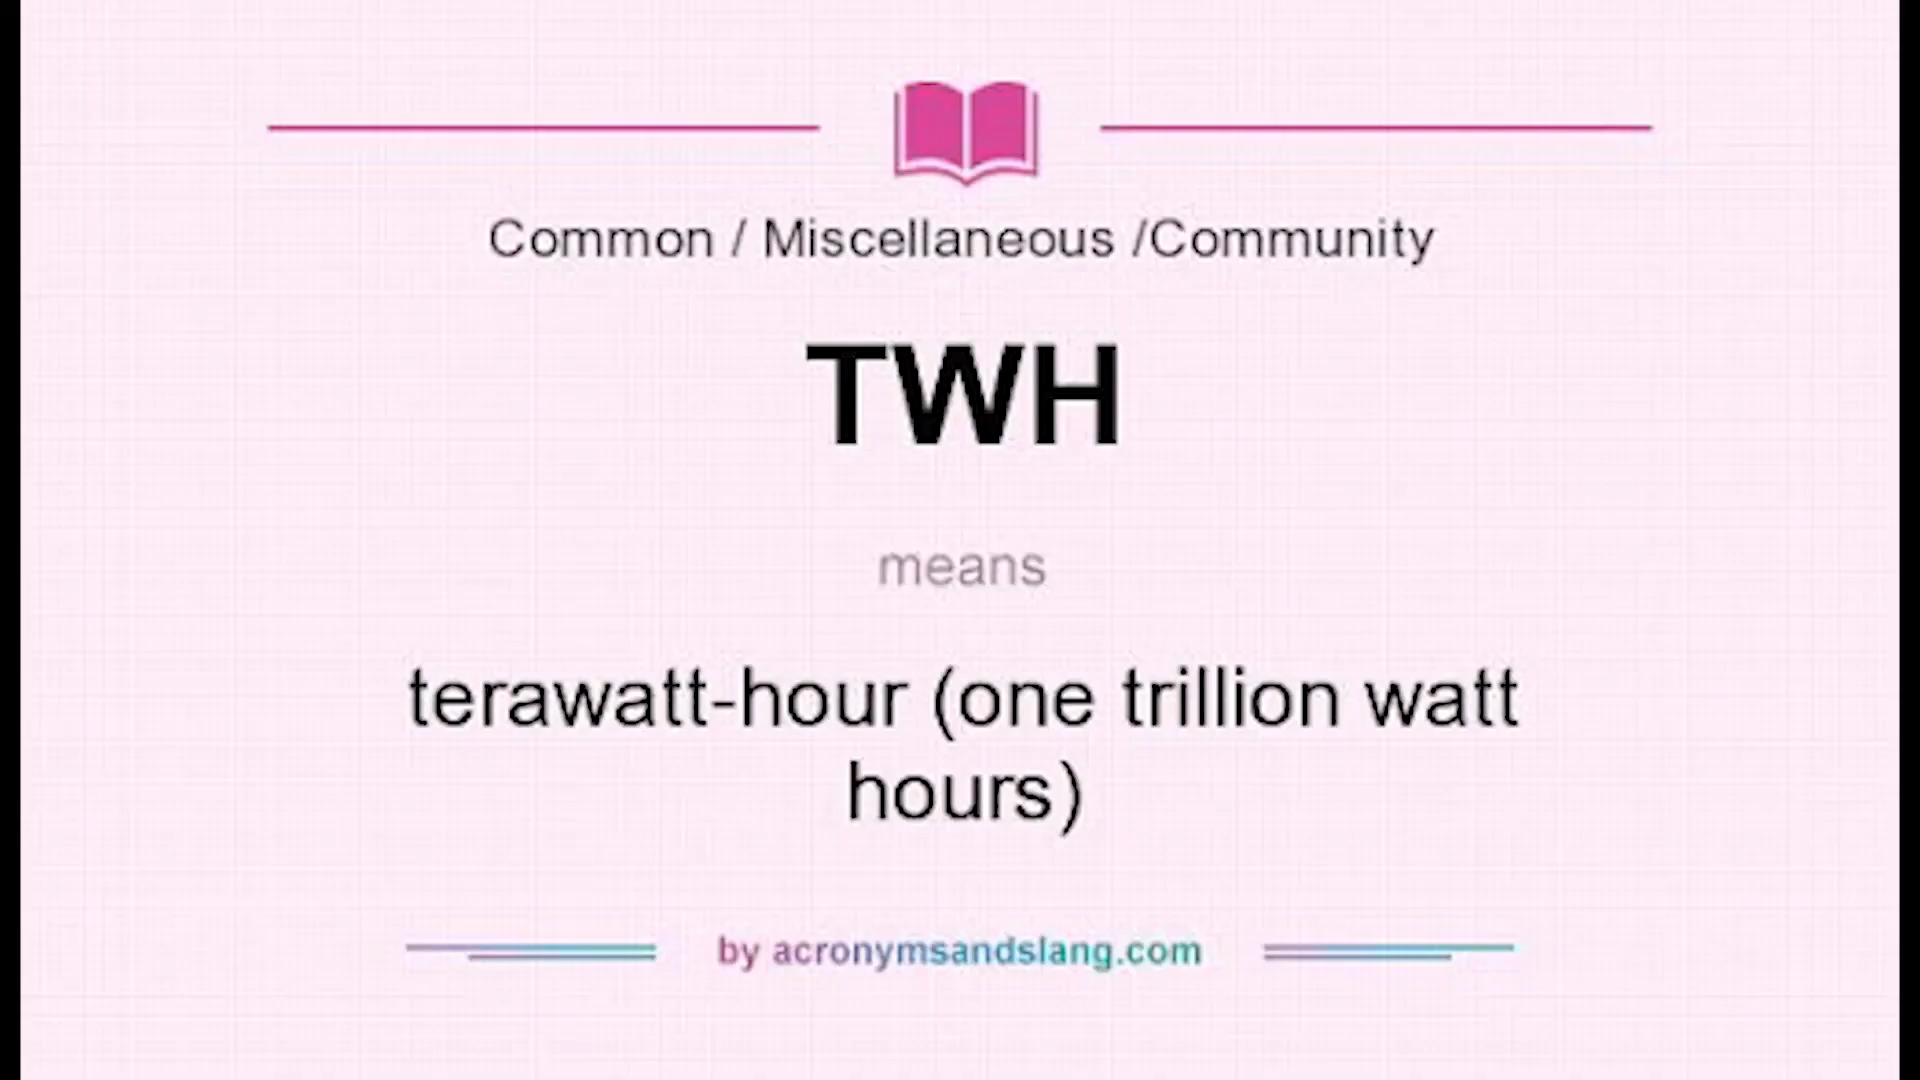 Common / Miscellaneous /Community
TWH
means
terawatt-hour (one trillion watt
hours)
by acronymsandslang.com